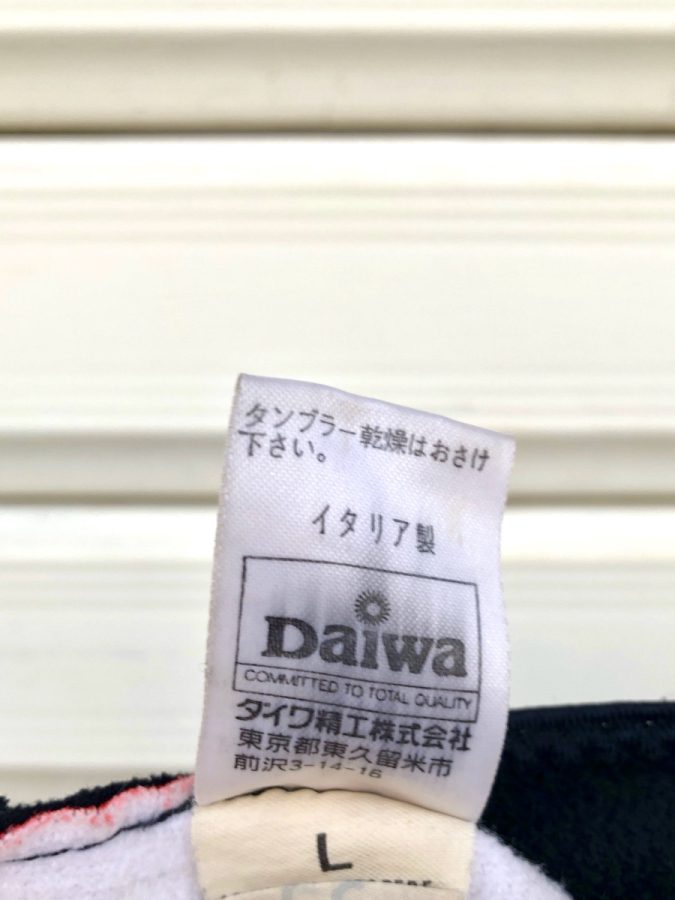 タンブラー乾燥はおさけ
下さい。
イタリア製
Daiwa
COMMITTED TO TOTAL QUALITY
ダイワ精工株式会社
東京都東久留米市
前沢3-14-16
L